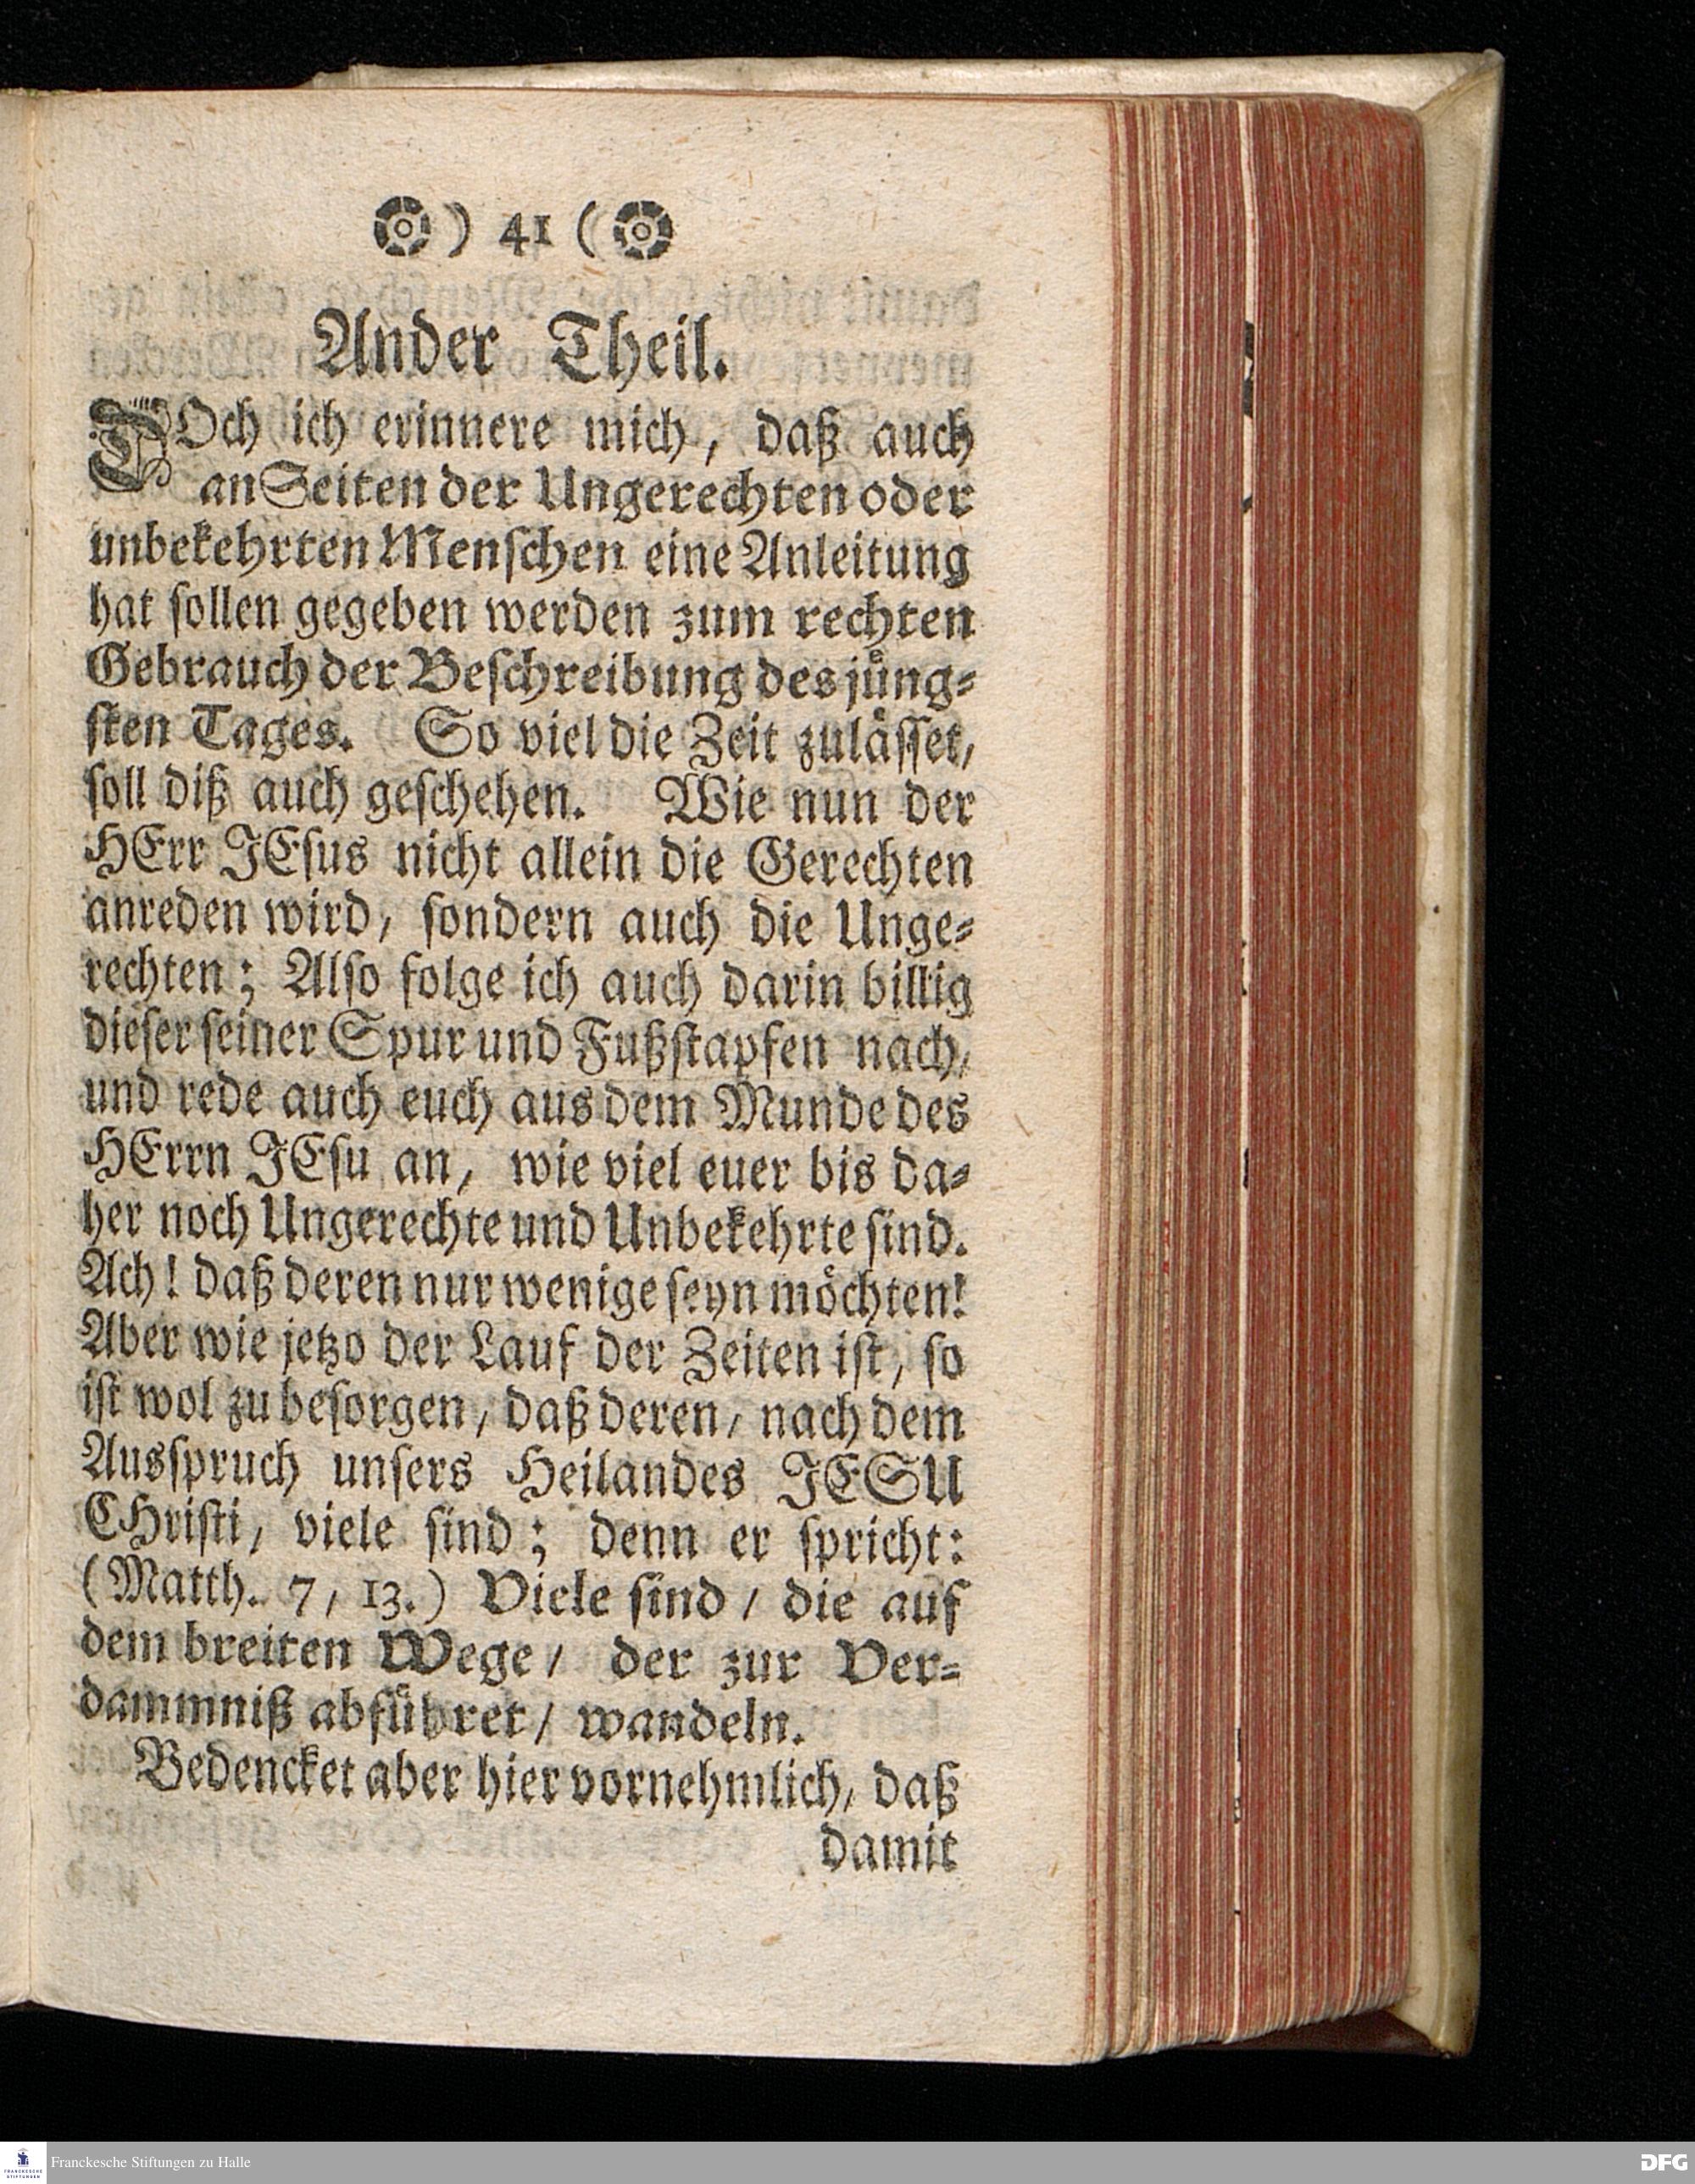 ) 41 (
Ander Theil.
DOch ich erinnere mich, daß auch
an Seiten der Ungerechten oder
unbekehrten Menschen eine Anleitung
hat sollen gegeben werden zum rechten
Gebrauch der Beschreibung des jüng-
sten Tages. So viel die Zeit zulässet,
soll diß auch geschehen. Wie nun der
HErr JEsus nicht allein die Gerechten
anreden wird, sondern auch die Unge-
rechten; Also folge ich auch darin billig
dieser seiner Spur und Fußstapfen nach,
und rede auch euch aus dem Munde des
HErrn JEsu an, wie viel euer bis da-
her noch Ungerechte und Unbekehrte sind.
Ach! daß deren nur wenige seyn möchten!
Aber wie jetzo der Lauf der Zeiten ist, so
ist wol zu besorgen, daß deren, nach dem
Ausspruch unsers Heilandes JESU
CHristi, viele sind; denn er spricht:
(Matth. 7, 13.) Viele sind / die auf
dem breiten Wege / der zur Ver-
dammniß abführet / wandeln.
Bedencket aber hier vornehmlich, daß
damit
Franckesche Stiftungen zu Halle
DFG